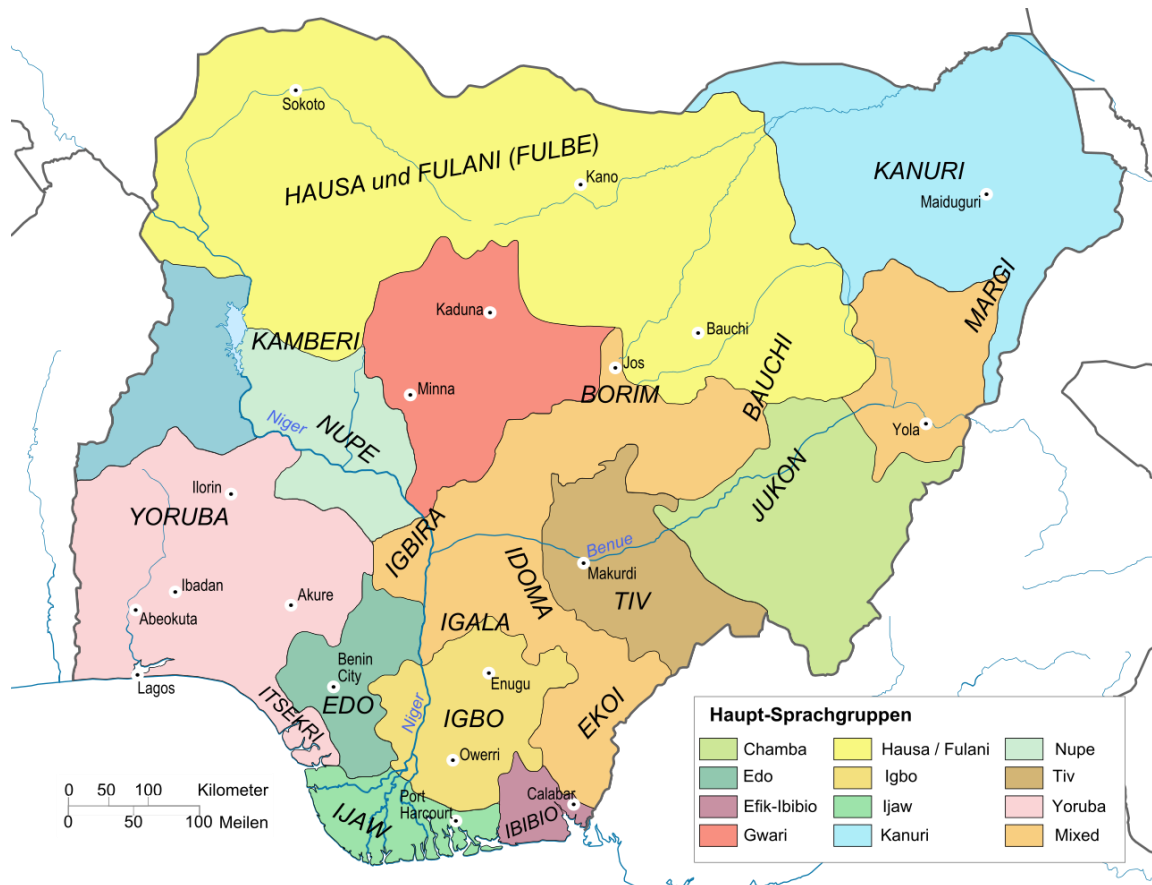 Sokoto
HAUSA und FULANI (FULBE)
Kano
KANURI
Maiduguri
MARGI
Kaduna
KAMBERI
Bauchi
BAUCHI
Jos
BORIM
Minna
Niger
NUPE
Yola
JUKON
Ilorin
YORUBA
IGBIRA
Benue
IDOMA
Makurdi
TIV
Ibadan
Akure
Abeokuta
IGALA
Benin
City
Enugu
Lagos
ITSEKRI
EDO
Niger
IGBO
EKOI
Owerri
Calabar
Port
Harcourt
IJAW
IBIBIO
0 50 100 Kilometer
0 50 100 Meilen
Haupt-Sprachgruppen
Chamba
Edo
Efik-Ibibio
Gwari
Hausa / Fulani
Igbo
Ijaw
Kanuri
Nupe
Tiv
Yoruba
Mixed